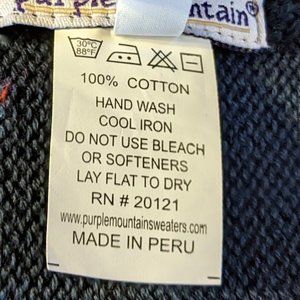 purple mountain®
30°C
88°F
100% COTTON
HAND WASH
COOL IRON
DO NOT USE BLEACH
OR SOFTENERS
LAY FLAT TO DRY
RN # 20121
www.purplemountainsweaters.com
MADE IN PERU